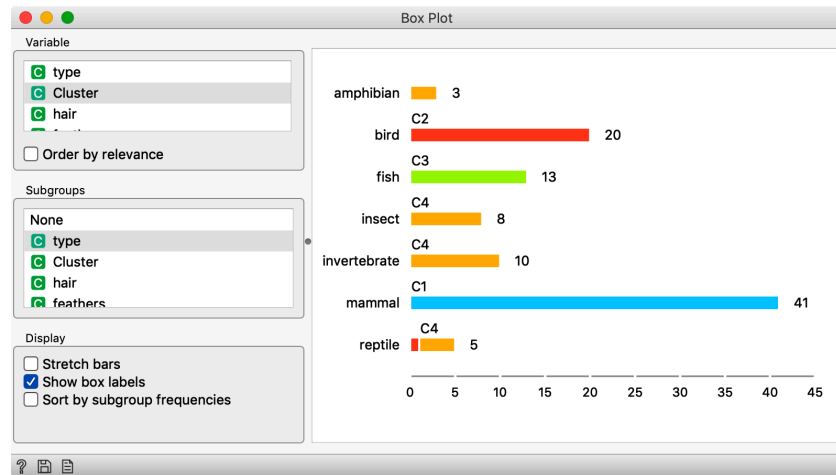 Box Plot
Variable
C type
C Cluster
C hair
Order by relevance
Subgroups
None
C type
C Cluster
C hair
C feathers
Display
Stretch bars
Show box labels
Sort by subgroup frequencies
amphibian 3
C2
bird 20
C3
fish 13
C4
insect 8
C4
invertebrate 10
C1
mammal 41
C4
reptile 5
0 5 15 20 25 30 35 40 45
?